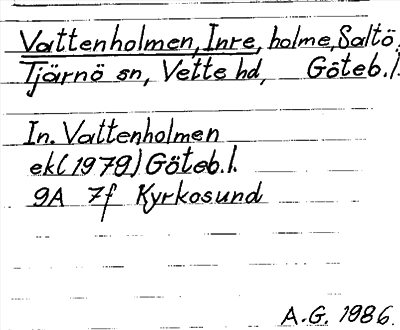 Vattenholmen, Inre, holme, Saltö,
Tjärnö sn, Vette hd, Göteb.l.
In. Vattenholmen
ek(1979) Göteb.l.
9A 7f Kyrkosund
A.G. 1986.